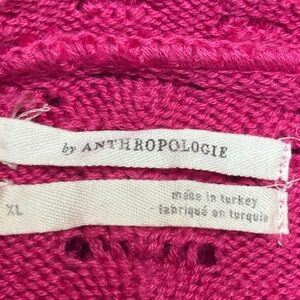 by ANTHROPOLOGIE
XL
made in turkey
fabriqué en turquie